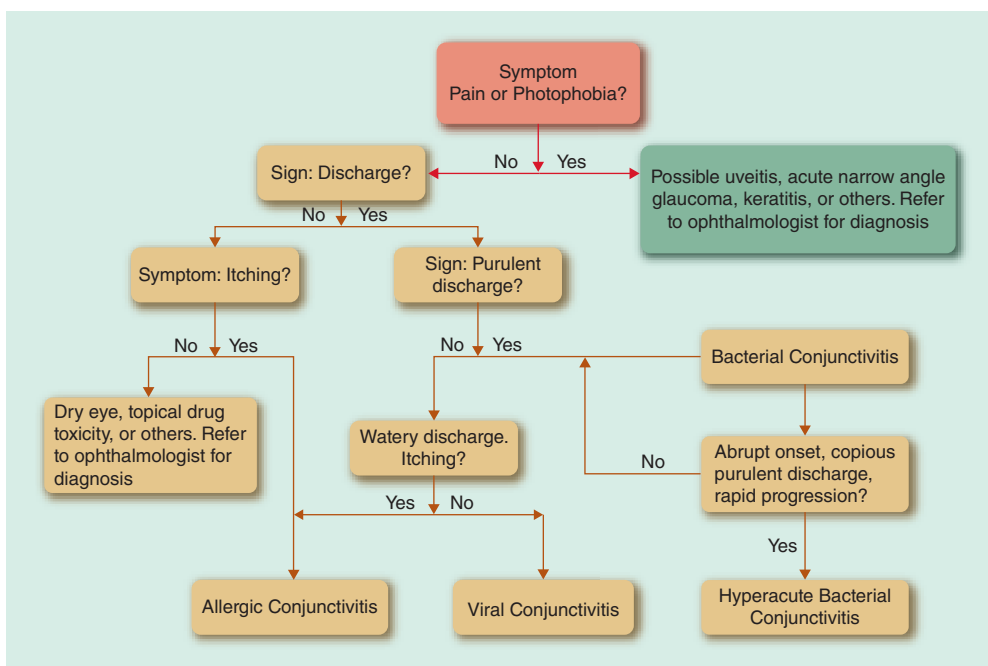 Symptom
Pain or Photophobia?
No Yes
Sign: Discharge?
Possible uveitis, acute narrow angle
glaucoma, keratitis, or others. Refer
to ophthalmologist for diagnosis
No Yes
Symptom: Itching?
Sign: Purulent
discharge?
No Yes
No Yes
Bacterial Conjunctivitis
Dry eye, topical drug
toxicity, or others. Refer
to ophthalmologist for
diagnosis
Watery discharge.
Itching?
No
Abrupt onset, copious
purulent discharge,
rapid progression?
Yes No
Yes
Allergic Conjunctivitis
Viral Conjunctivitis
Hyperacute Bacterial
Conjunctivitis